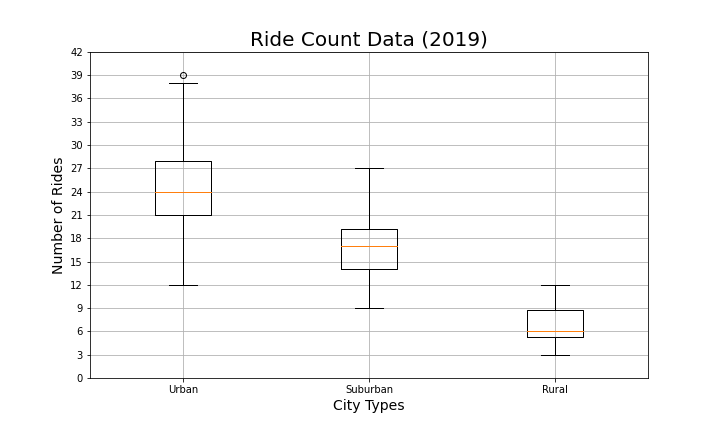 Ride Count Data (2019)
42
39
36
33
30
27
24
21
18
15
12
9
6
3
0
Number of Rides
Urban
Suburban
Rural
City Types